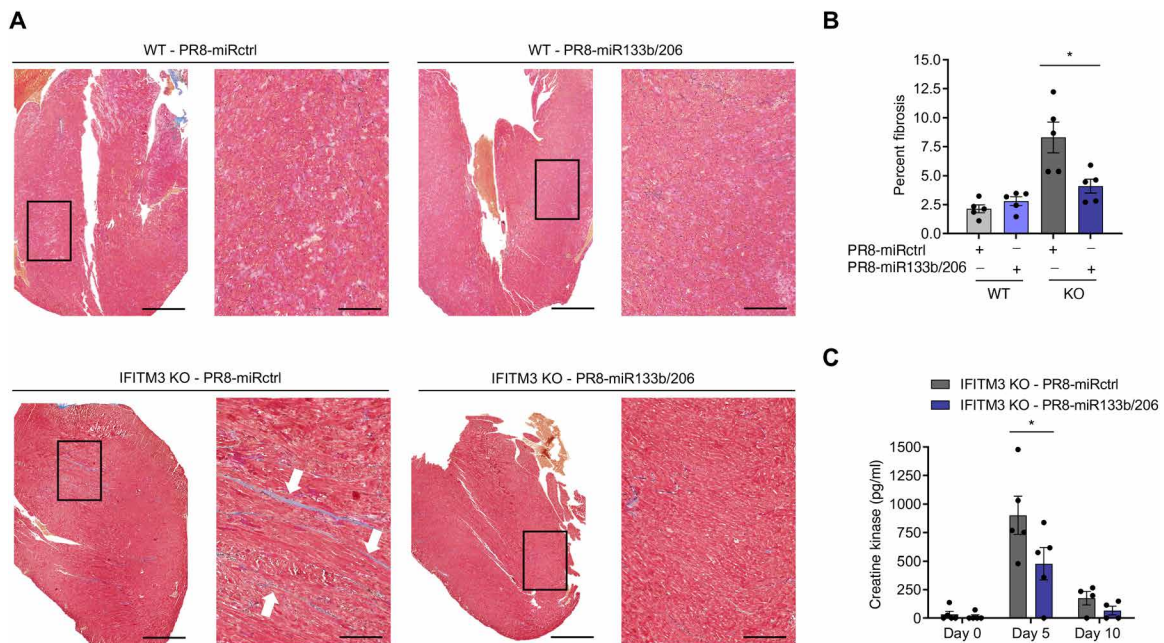 A
WT - PR8-miRctrl
WT - PR8-miR133b/206
IFITM3 KO - PR8-miRctrl
IFITM3 KO - PR8-miR133b/206
B
*
15.0
12.5
10.0
7.5
5.0
2.5
0.0
Percent fibrosis
PR8-miRctrl + – + –
PR8-miR133b/206 – + – +
WT KO
C
IFITM3 KO - PR8-miRctrl
IFITM3 KO - PR8-miR133b/206
*
1500
1250
1000
750
500
250
0
Creatine kinase (pg/ml)
Day 0 Day 5 Day 10